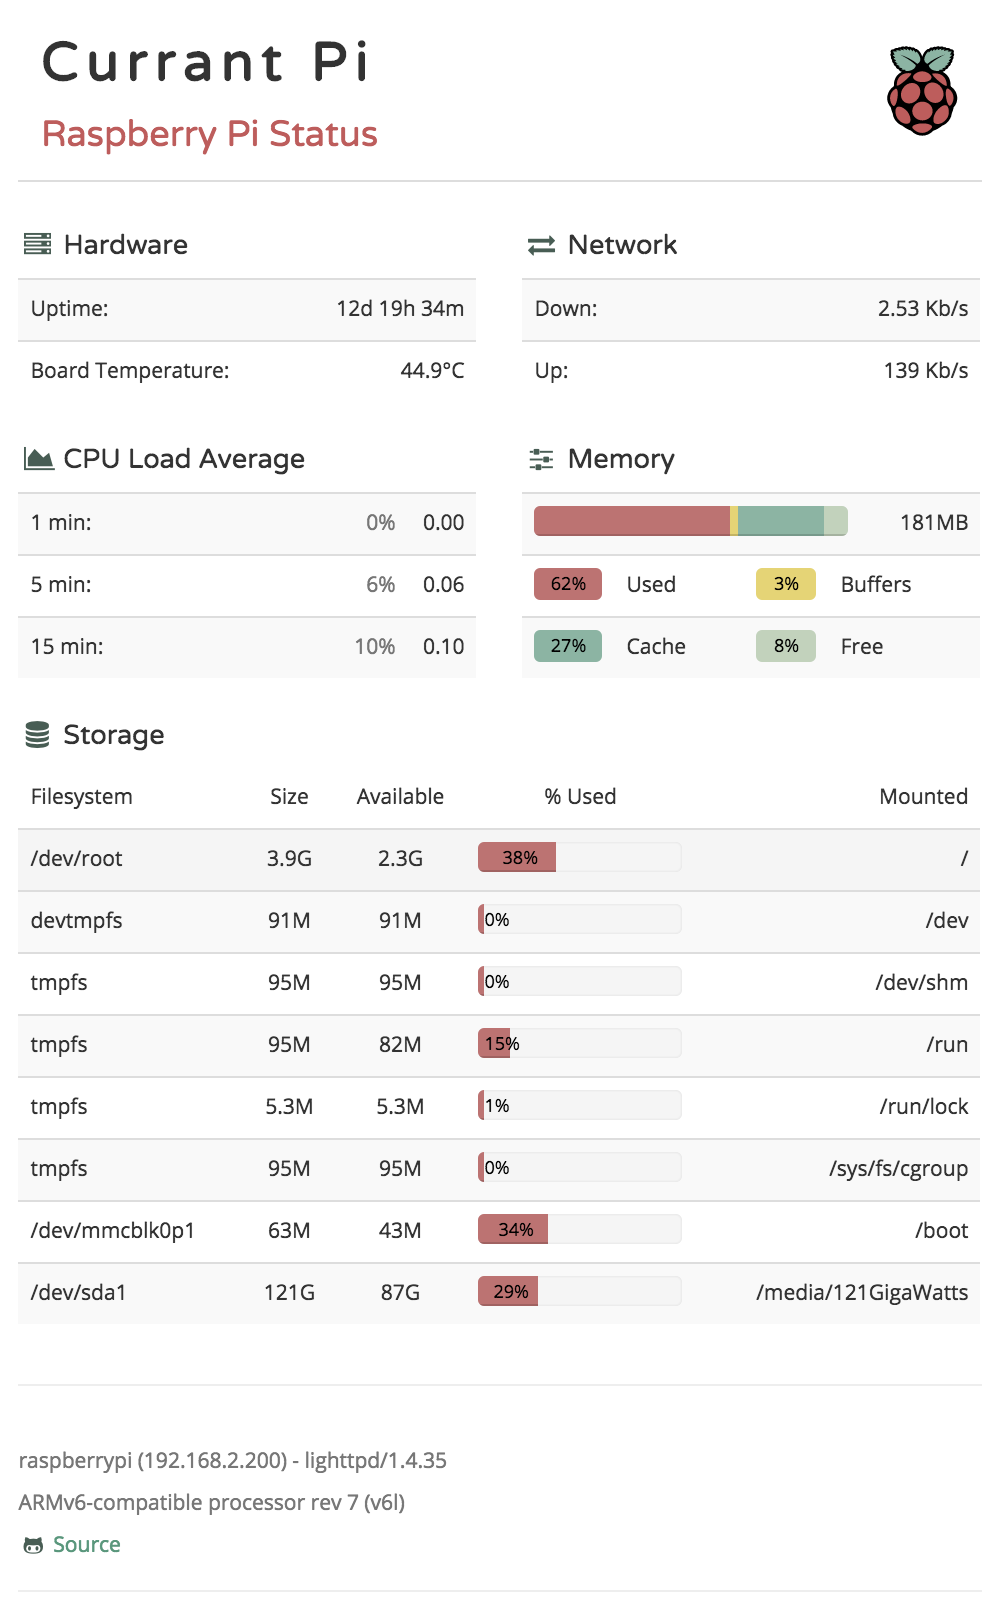 Currant Pi
Raspberry Pi Status
Hardware
Uptime: 12d 19h 34m
Board Temperature: 44.9°C
Network
Down: 2.53 Kb/s
Up: 139 Kb/s
CPU Load Average
1 min: 0% 0.00
5 min: 6% 0.06
15 min: 10% 0.10
Memory
181MB
62% Used 3% Buffers
27% Cache 8% Free
Storage
Filesystem Size Available % Used Mounted
/dev/root 3.9G 2.3G 38% /
devtmpfs 91M 91M 0% /dev
tmpfs 95M 95M 0% /dev/shm
tmpfs 95M 82M 15% /run
tmpfs 5.3M 5.3M 1% /run/lock
tmpfs 95M 95M 0% /sys/fs/cgroup
/dev/mmcblk0p1 63M 43M 34% /boot
/dev/sda1 121G 87G 29% /media/121GigaWatts
raspberrypi (192.168.2.200) - lighttpd/1.4.35
ARMv6-compatible processor rev 7 (v6l)
Source